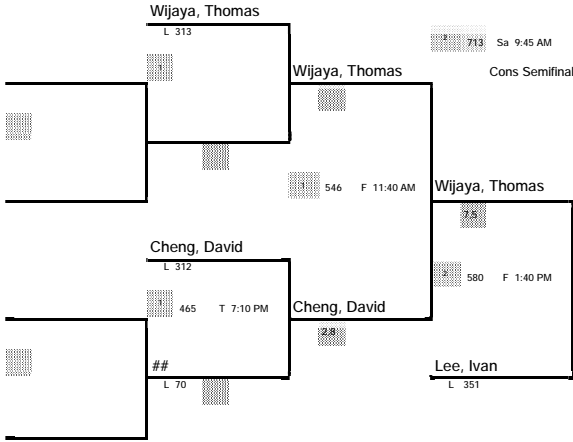 Wijaya, Thomas
L 313
2 713 Sa 9:45 AM
1
Wijaya, Thomas
Cons Semifinal
1 546 F 11:40 AM
Wijaya, Thomas
7.5
Cheng, David
L 312
2 580 F 1:40 PM
1 465 T 7:10 PM
Cheng, David
2.8
##
L 70
Lee, Ivan
L 351